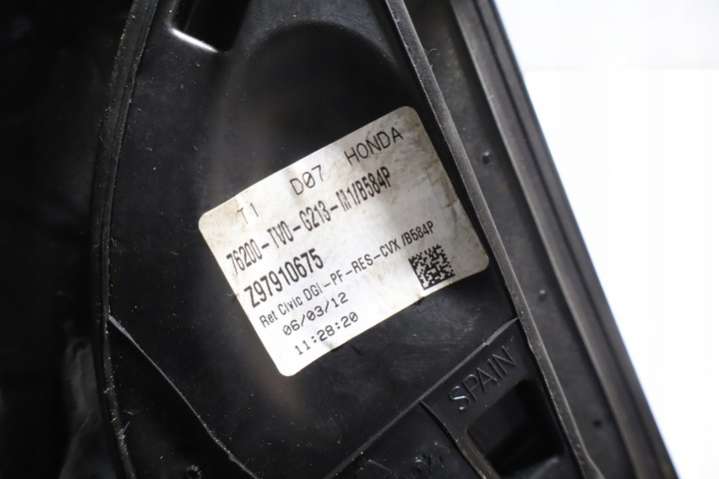 T1 D07 HONDA
76200-TV0-G213-M1/B584P
Z97910675
Ret Civic DGI-PF-RES-CVX /B584P
06/03/12
11:28:20
SPAIN